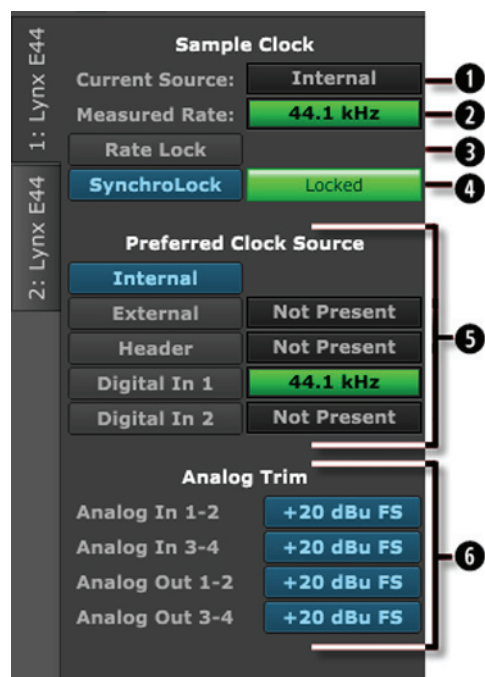 1: Lynx E44
2: Lynx E44
Sample Clock
Current Source: Internal 1
Measured Rate: 44.1 kHz 2
Rate Lock 3
SynchroLock Locked 4
Preferred Clock Source
Internal
External Not Present
Header Not Present
5
Digital In 1 44.1 kHz
Digital In 2 Not Present
Analog Trim
Analog In 1-2 +20 dBu FS
Analog In 3-4 +20 dBu FS
6
Analog Out 1-2 +20 dBu FS
Analog Out 3-4 +20 dBu FS